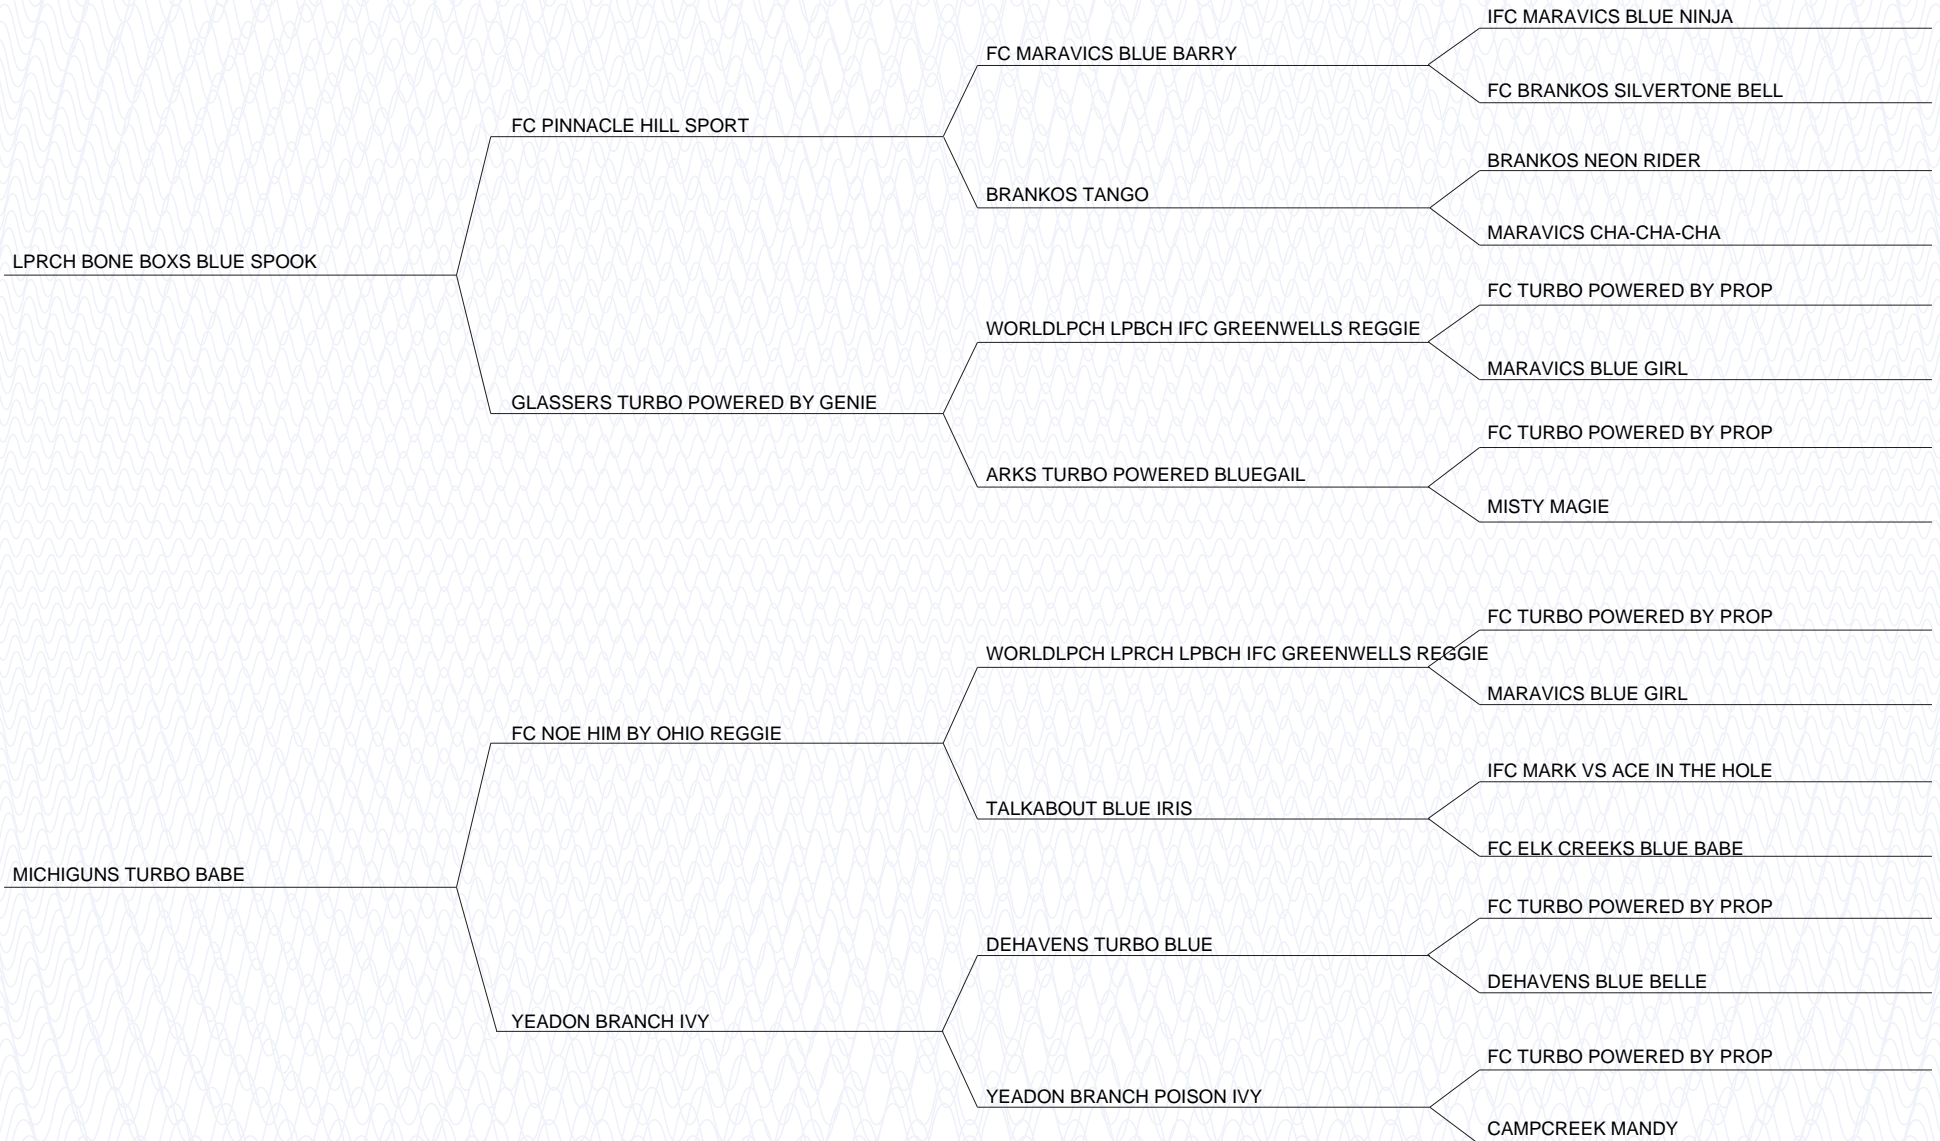 IFC MARAVICS BLUE NINJA
FC MARAVICS BLUE BARRY
FC BRANKOS SILVERTONE BELL
FC PINNACLE HILL SPORT
BRANKOS NEON RIDER
BRANKOS TANGO
MARAVICS CHA-CHA-CHA
LPRCH BONE BOXS BLUE SPOOK
FC TURBO POWERED BY PROP
WORLDLPCH LPBCH IFC GREENWELLS REGGIE
MARAVICS BLUE GIRL
GLASSERS TURBO POWERED BY GENIE
FC TURBO POWERED BY PROP
ARKS TURBO POWERED BLUEGAIL
MISTY MAGIE
FC TURBO POWERED BY PROP
WORLDLPCH LPRCH LPBCH IFC GREENWELLS REGGIE
MARAVICS BLUE GIRL
FC NOE HIM BY OHIO REGGIE
IFC MARK VS ACE IN THE HOLE
TALKABOUT BLUE IRIS
FC ELK CREEKS BLUE BABE
MICHIGUNS TURBO BABE
FC TURBO POWERED BY PROP
DEHAVENS TURBO BLUE
DEHAVENS BLUE BELLE
YEADON BRANCH IVY
FC TURBO POWERED BY PROP
YEADON BRANCH POISON IVY
CAMPCREEK MANDY